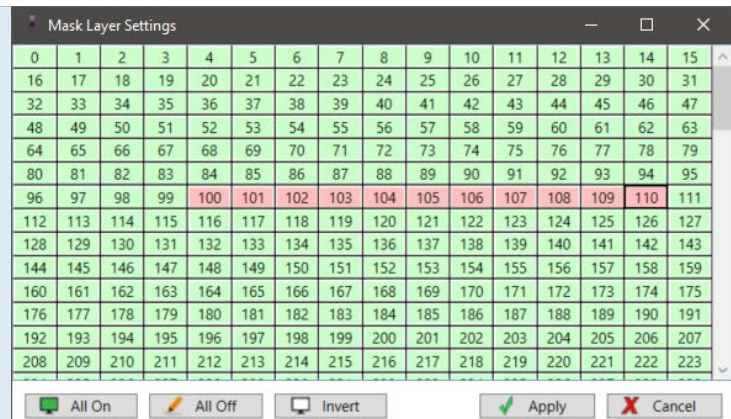 Mask Layer Settings
0 1 2 3 4 5 6 7 8 9 10 11 12 13 14 15
16 17 18 19 20 21 22 23 24 25 26 27 28 29 30 31
32 33 34 35 36 37 38 39 40 41 42 43 44 45 46 47
48 49 50 51 52 53 54 55 56 57 58 59 60 61 62 63
64 65 66 67 68 69 70 71 72 73 74 75 76 77 78 79
80 81 82 83 84 85 86 87 88 89 90 91 92 93 94 95
96 97 98 99 100 101 102 103 104 105 106 107 108 109 110 111
112 113 114 115 116 117 118 119 120 121 122 123 124 125 126 127
128 129 130 131 132 133 134 135 136 137 138 139 140 141 142 143
144 145 146 147 148 149 150 151 152 153 154 155 156 157 158 159
160 161 162 163 164 165 166 167 168 169 170 171 172 173 174 175
176 177 178 179 180 181 182 183 184 185 186 187 188 189 190 191
192 193 194 195 196 197 198 199 200 201 202 203 204 205 206 207
208 209 210 211 212 213 214 215 216 217 218 219 220 221 222 223
All On All Off Invert Apply Cancel